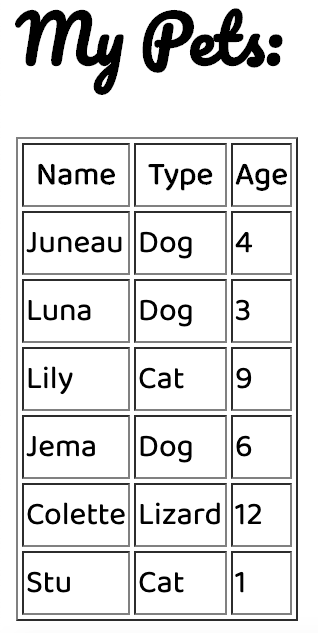 My Pets:
Name Type Age
Juneau Dog 4
Luna Dog 3
Lily Cat 9
Jema Dog 6
Colette Lizard 12
Stu Cat 1